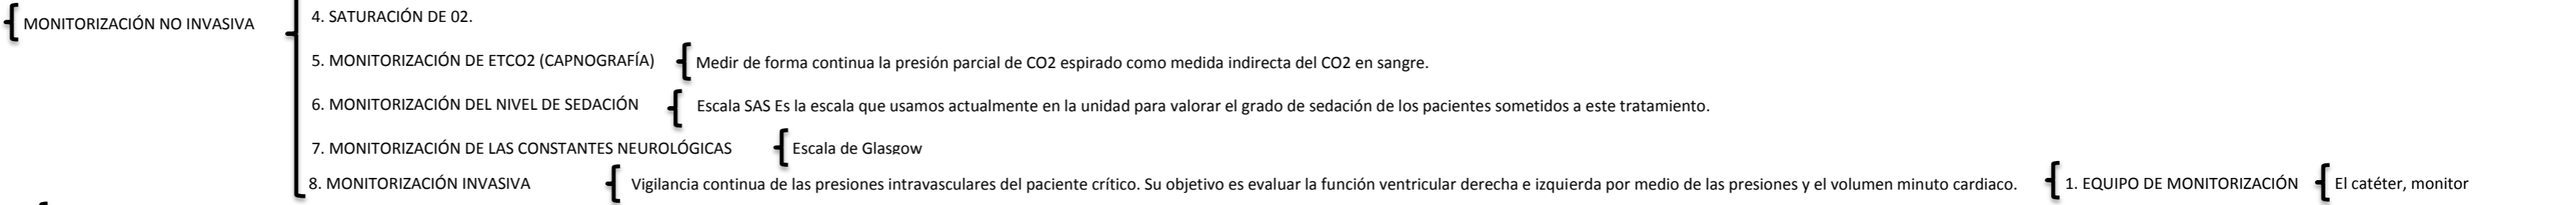 MONITORIZACIÓN NO INVASIVA
4. SATURACIÓN DE 02.
5. MONITORIZACIÓN DE ETCO2 (CAPNOGRAFÍA)
Medir de forma continua la presión parcial de CO2 espirado como medida indirecta del CO2 en sangre.
6. MONITORIZACIÓN DEL NIVEL DE SEDACIÓN
Escala SAS Es la escala que usamos actualmente en la unidad para valorar el grado de sedación de los pacientes sometidos a este tratamiento.
7. MONITORIZACIÓN DE LAS CONSTANTES NEUROLÓGICAS
Escala de Glasgow
8. MONITORIZACIÓN INVASIVA
Vigilancia continua de las presiones intravasculares del paciente crítico. Su objetivo es evaluar la función ventricular derecha e izquierda por medio de las presiones y el volumen minuto cardiaco.
1. EQUIPO DE MONITORIZACIÓN
El catéter, monitor